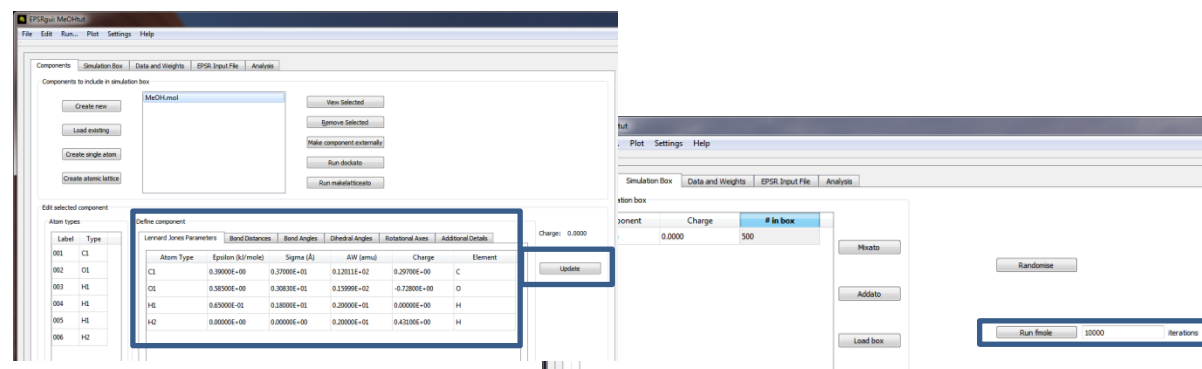 EPSRgui: MeOHtut
File Edit Run... Plot Settings Help
Components Simulation Box Data and Weights EPSR Input File Analysis
Components to include in simulation box
Create new
Load existing
Create single atom
Create atomic lattice
MeOH.mol
View Selected
Remove Selected
Make component externally
Run dockato
Run makelatticeato
Edit selected component
Atom types
Label Type
001 C1
002 O1
003 H1
004 H1
005 H1
006 H2
Define component
Lennard Jones Parameters Bond Distances Bond Angles Dihedral Angles Rotational Axes Additional Details
Atom Type Epsilon (kJ/mole) Sigma (Å) AW (amu) Charge Element
C1 0.39000E+00 0.37000E+01 0.12011E+02 0.29700E+00 C
O1 0.58500E+00 0.30830E+01 0.15999E+02 -0.72800E+00 O
H1 0.65000E-01 0.18000E+01 0.20000E+01 0.00000E+00 H
H2 0.00000E+00 0.00000E+00 0.20000E+01 0.43100E+00 H
Charge: 0.0000
Update
tut
Plot Settings Help
Simulation Box Data and Weights EPSR Input File Analysis
ation box
ponent Charge # in box
0.0000 500
Mixato
Addato
Load box
Randomise
Run fmole 10000 iterations